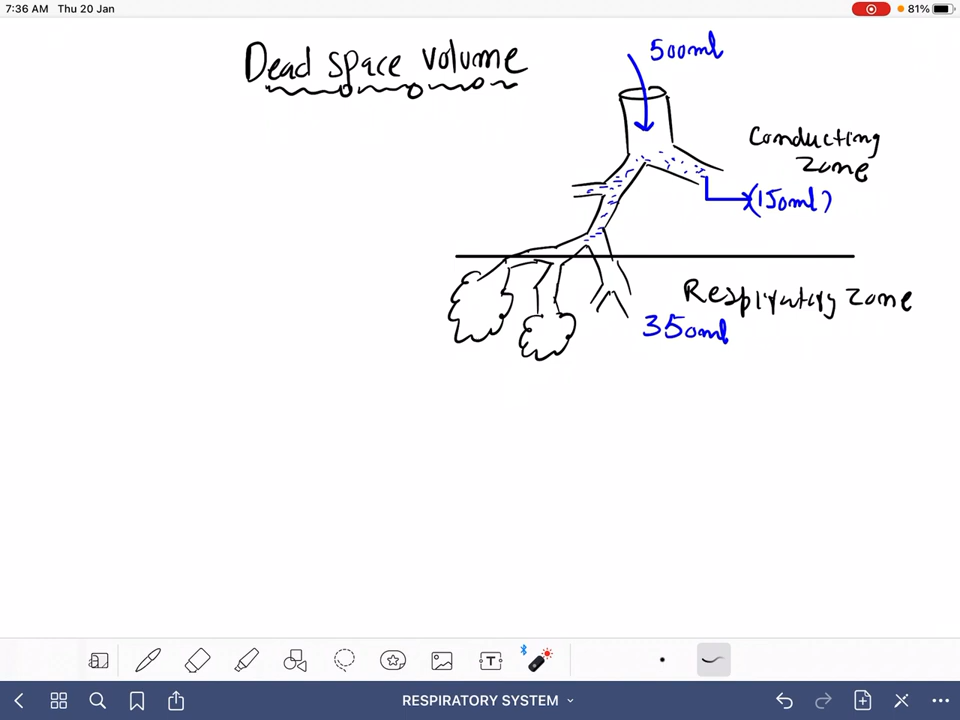 7:36 AM Thu 20 Jan
81%
Dead space volume
500ml
Conducting
zone
(150ml)
Respiratory zone
350ml
T
RESPIRATORY SYSTEM